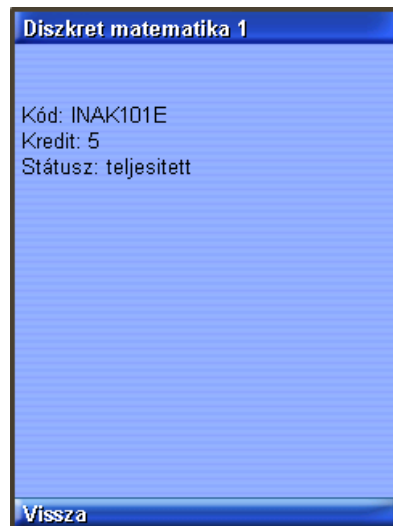 Diszkret matematika 1
Kód: INAK101E
Kredit: 5
Státusz: teljesitett
Vissza